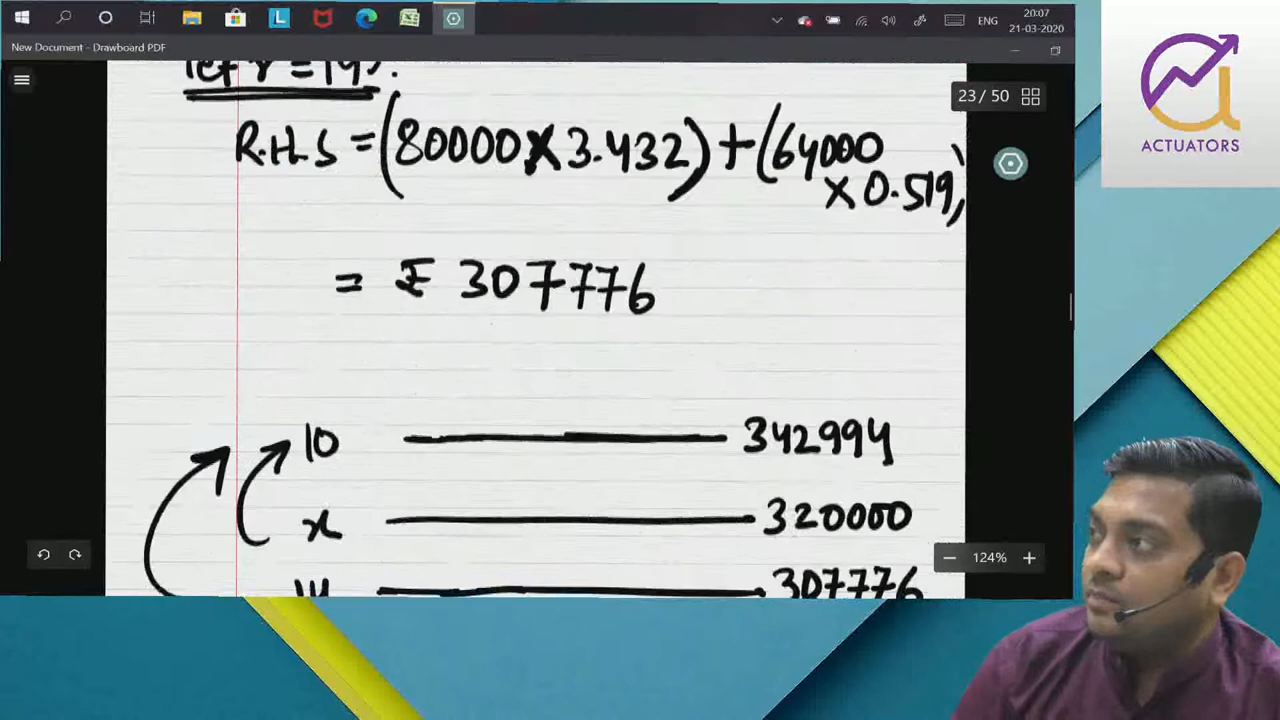 20:07
ENG
21-03-2020
New Document - Drawboard PDF
23 / 50
R.H.S = (80000 × 3.432) + (64000
× 0.519)
= ₹ 307776
10 342994
x 320000
14 307776
124%
ACTUATORS